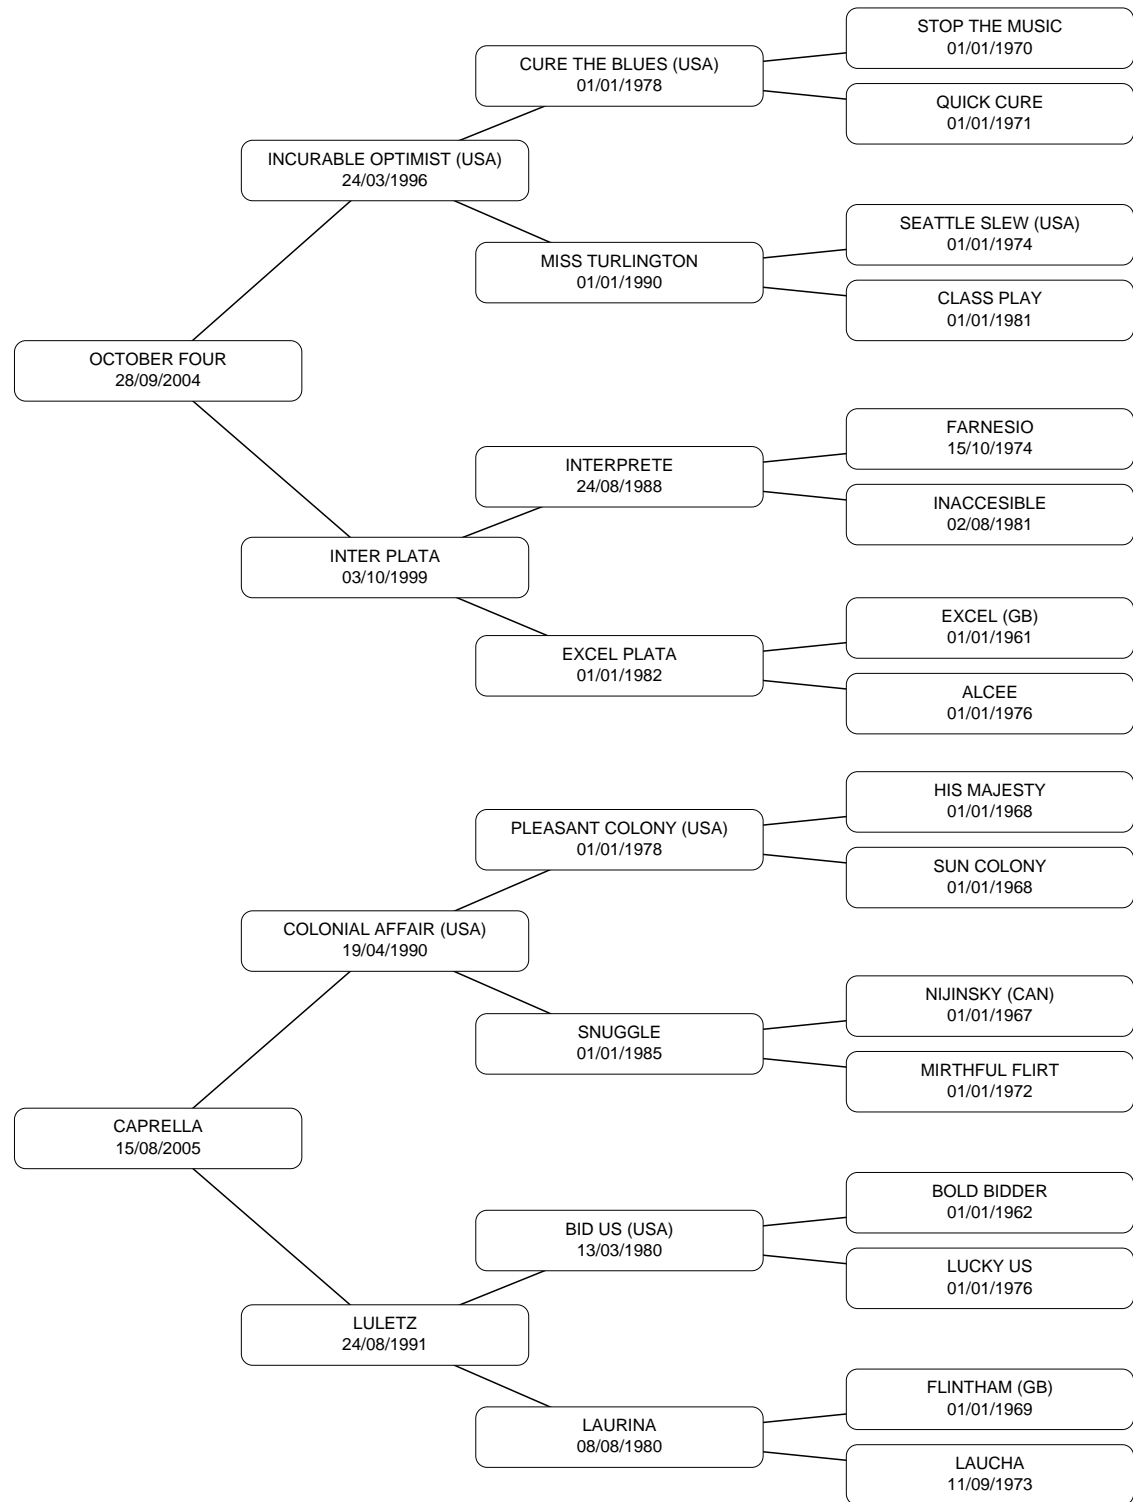 STOP THE MUSIC
01/01/1970
CURE THE BLUES (USA)
01/01/1978
QUICK CURE
01/01/1971
INCURABLE OPTIMIST (USA)
24/03/1996
SEATTLE SLEW (USA)
01/01/1974
MISS TURLINGTON
01/01/1990
CLASS PLAY
01/01/1981
OCTOBER FOUR
28/09/2004
FARNESIO
15/10/1974
INTERPRETE
24/08/1988
INACCESIBLE
02/08/1981
INTER PLATA
03/10/1999
EXCEL (GB)
01/01/1961
EXCEL PLATA
01/01/1982
ALCEE
01/01/1976
HIS MAJESTY
01/01/1968
PLEASANT COLONY (USA)
01/01/1978
SUN COLONY
01/01/1968
COLONIAL AFFAIR (USA)
19/04/1990
NIJINSKY (CAN)
01/01/1967
SNUGGLE
01/01/1985
MIRTHFUL FLIRT
01/01/1972
CAPRELLA
15/08/2005
BOLD BIDDER
01/01/1962
BID US (USA)
13/03/1980
LUCKY US
01/01/1976
LULETZ
24/08/1991
FLINTHAM (GB)
01/01/1969
LAURINA
08/08/1980
LAUCHA
11/09/1973